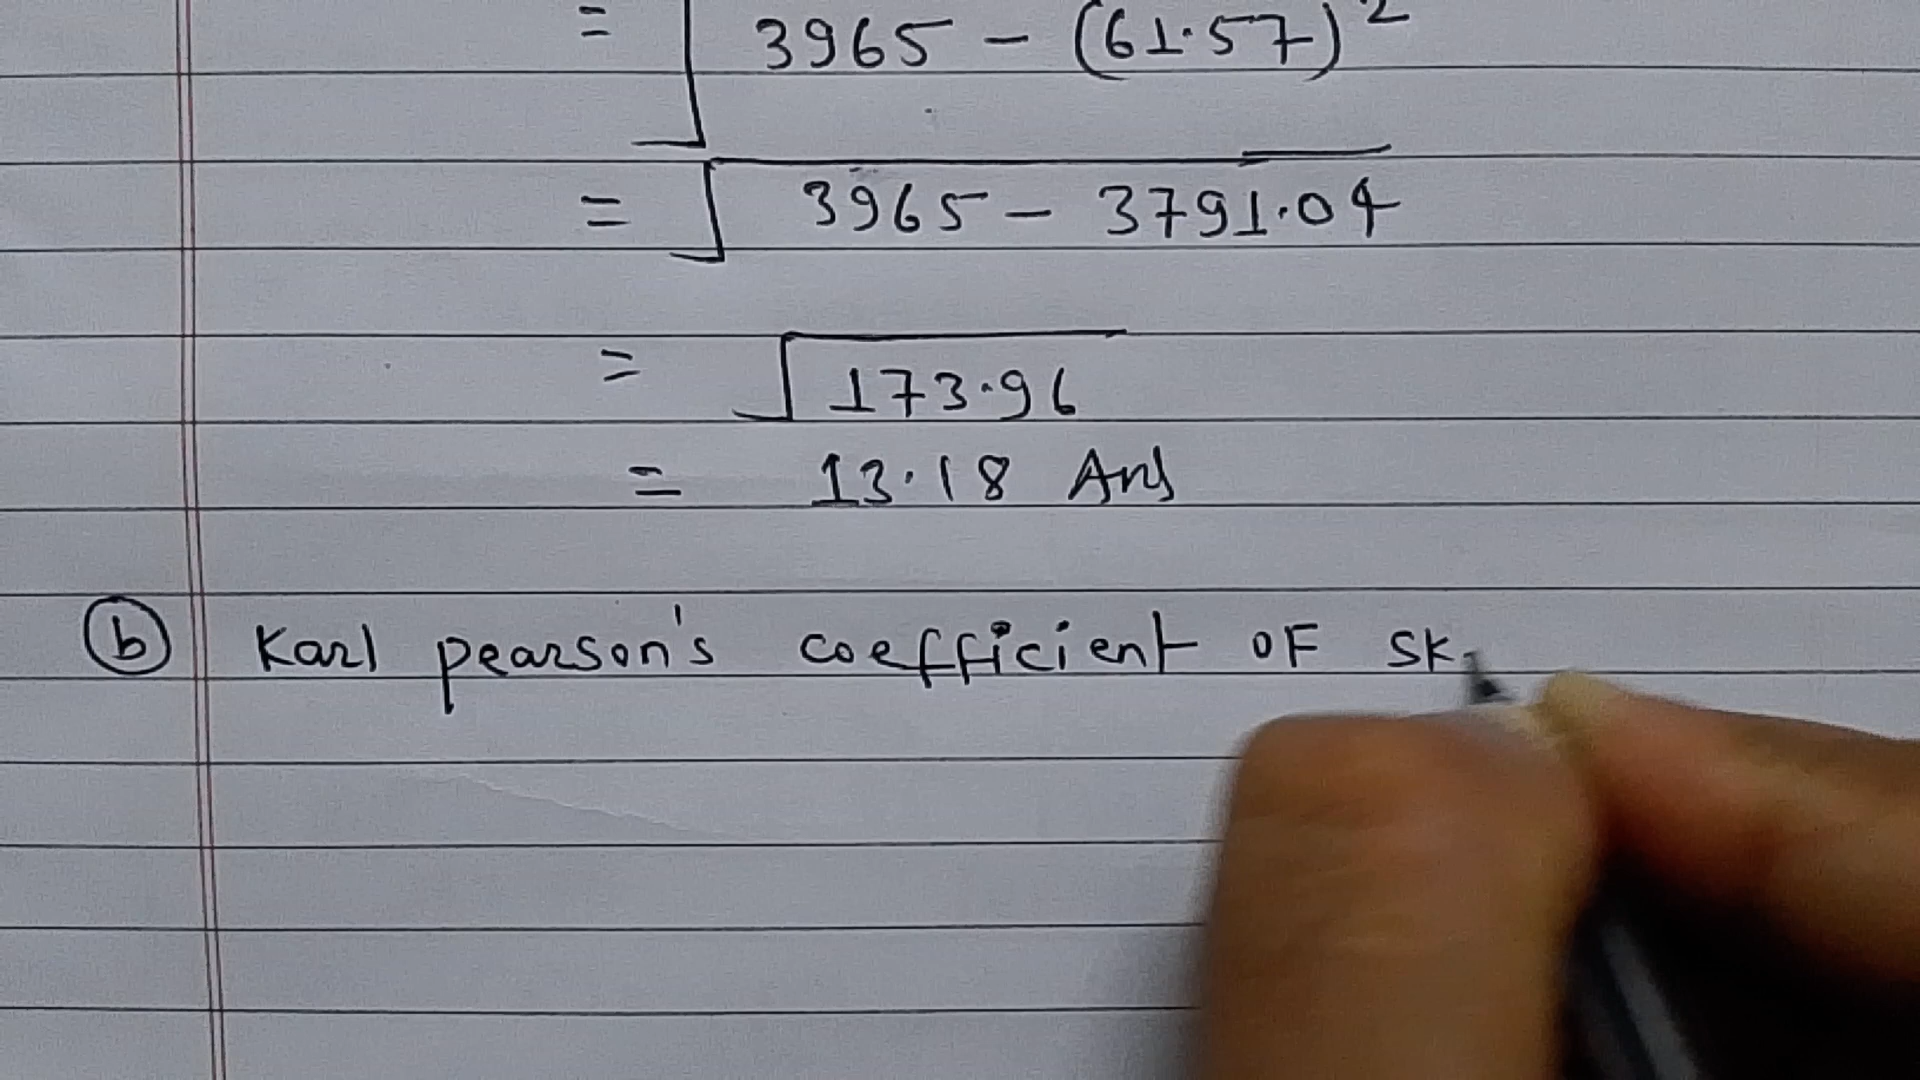 = √3965 - (61.57)²
= √3965 - 3791.04
= √173.96
= 13.18 Ans
(b) Karl pearson's coefficient OF SK